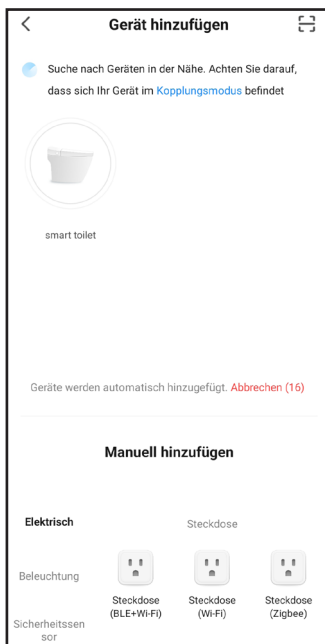 Gerät hinzufügen
Suche nach Geräten in der Nähe. Achten Sie darauf,
dass sich Ihr Gerät im Kopplungsmodus befindet
smart toilet
Geräte werden automatisch hinzugefügt. Abbrechen (16)
Manuell hinzufügen
Elektrisch
Steckdose
Beleuchtung
Steckdose
(BLE+Wi-Fi)
Steckdose
(Wi-Fi)
Steckdose
(Zigbee)
Sicherheitssen
sor